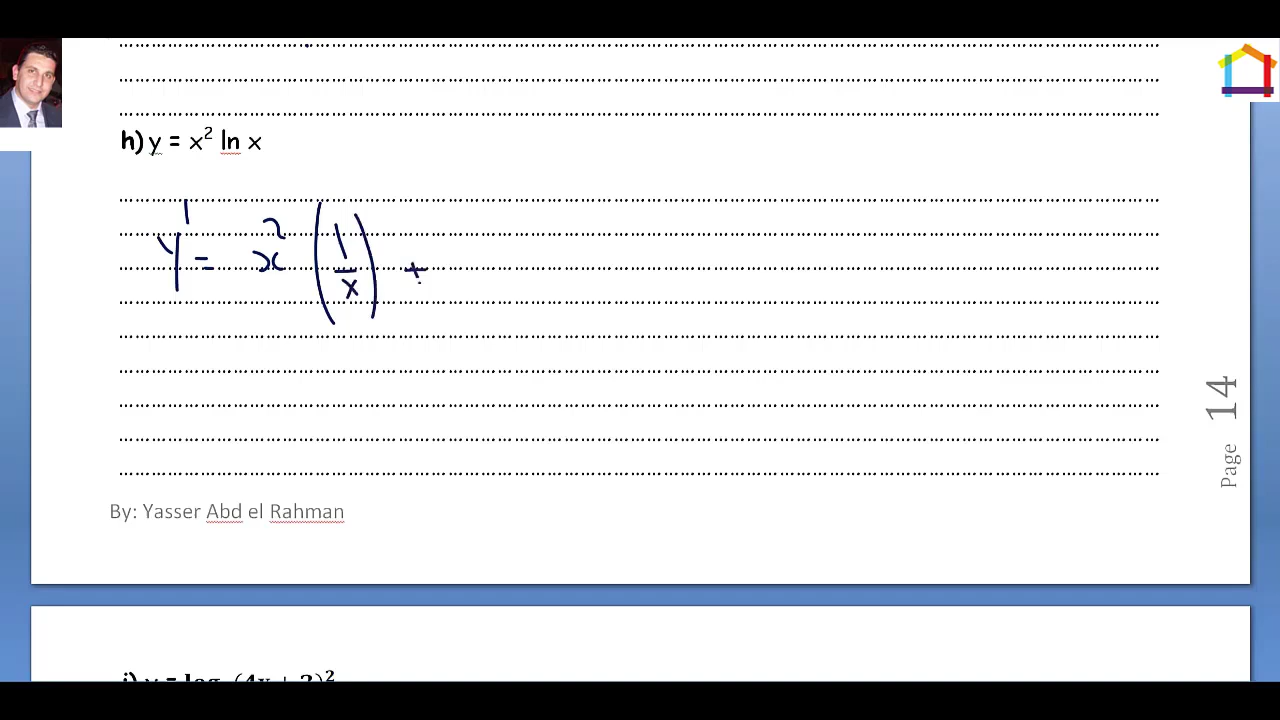 h) y = x² ln x
y' = x² (1/x) +
By: Yasser Abd el Rahman
Page 14